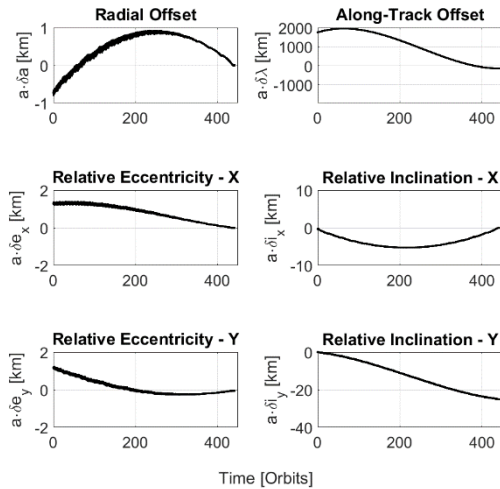 Radial Offset
a·δa [km]
1
0
-1
0 200 400
Along-Track Offset
a·δλ [km]
2000
1000
0
-1000
0 200 400
Relative Eccentricity - X
a·δe_x [km]
2
0
-2
0 200 400
Relative Inclination - X
a·δi_x [km]
10
0
-10
0 200 400
Relative Eccentricity - Y
a·δe_y [km]
2
0
-2
0 200 400
Relative Inclination - Y
a·δi_y [km]
0
-20
-40
0 200 400
Time [Orbits]